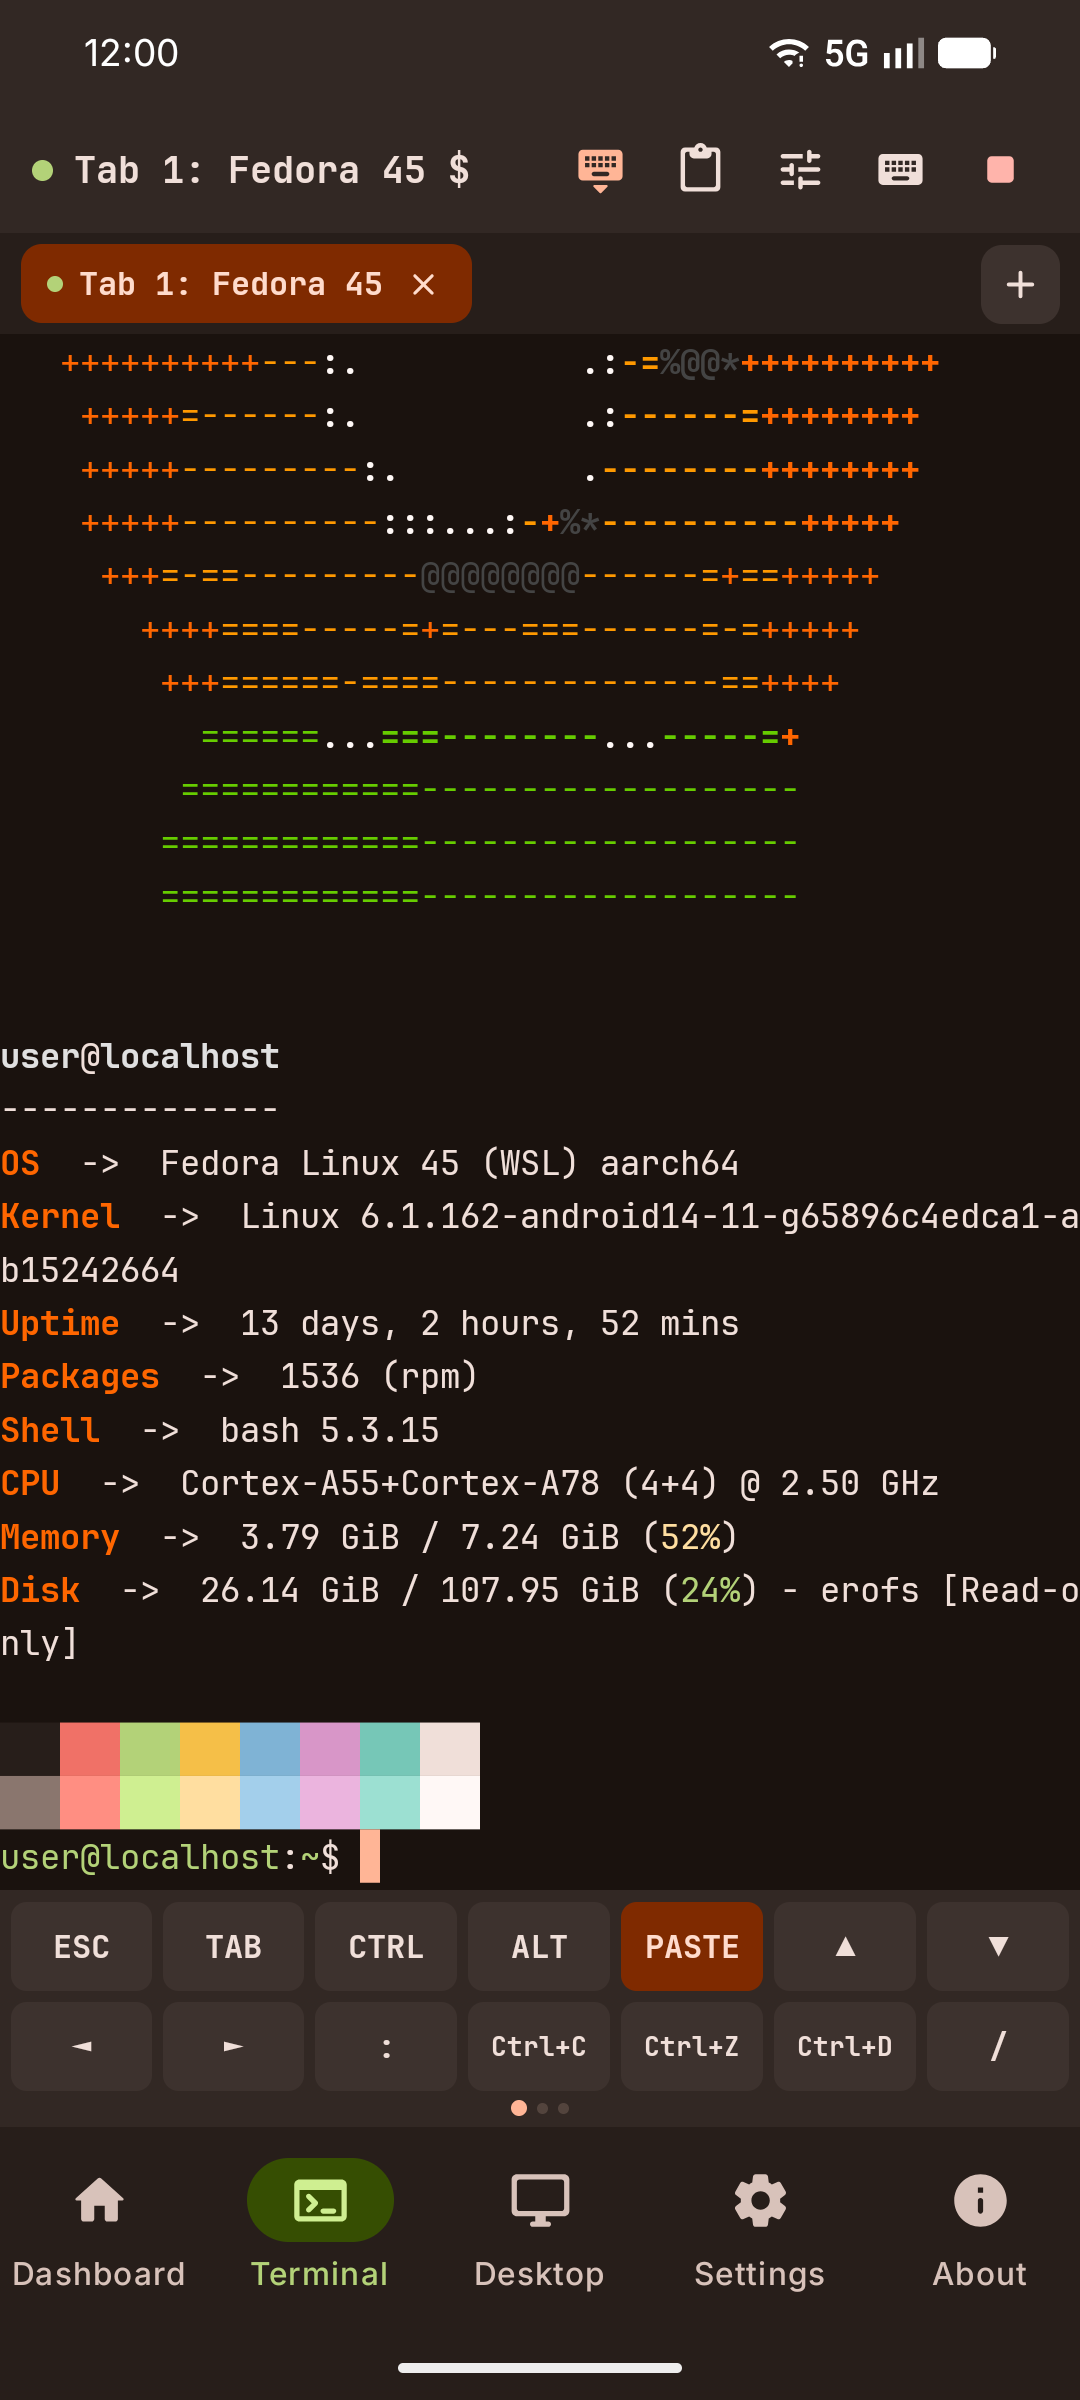 12:00 5G
Tab 1: Fedora 45 $
Tab 1: Fedora 45
++++++++++---:.           .:-=%@@*++++++++++
+++++=------:.           .:------=++++++++
+++++---------:.         .--------++++++++
+++++----------:::...:-+%*----------+++++
+++=-==---------@@@@@@@@------=+==+++++
++++====-----=+=---===------=-=+++++
+++======-====--------------==++++
======...===--------...-----=+
============-------------------
=============-------------------
=============-------------------
user@localhost
--------------
OS  ->  Fedora Linux 45 (WSL) aarch64
Kernel  ->  Linux 6.1.162-android14-11-g65896c4edca1-a
b15242664
Uptime  ->  13 days, 2 hours, 52 mins
Packages  ->  1536 (rpm)
Shell  ->  bash 5.3.15
CPU  ->  Cortex-A55+Cortex-A78 (4+4) @ 2.50 GHz
Memory  ->  3.79 GiB / 7.24 GiB (52%)
Disk  ->  26.14 GiB / 107.95 GiB (24%) - erofs [Read-o
nly]
user@localhost:~$
ESC TAB CTRL ALT PASTE ▲ ▼
◄ ► : Ctrl+C Ctrl+Z Ctrl+D /
Dashboard Terminal Desktop Settings About